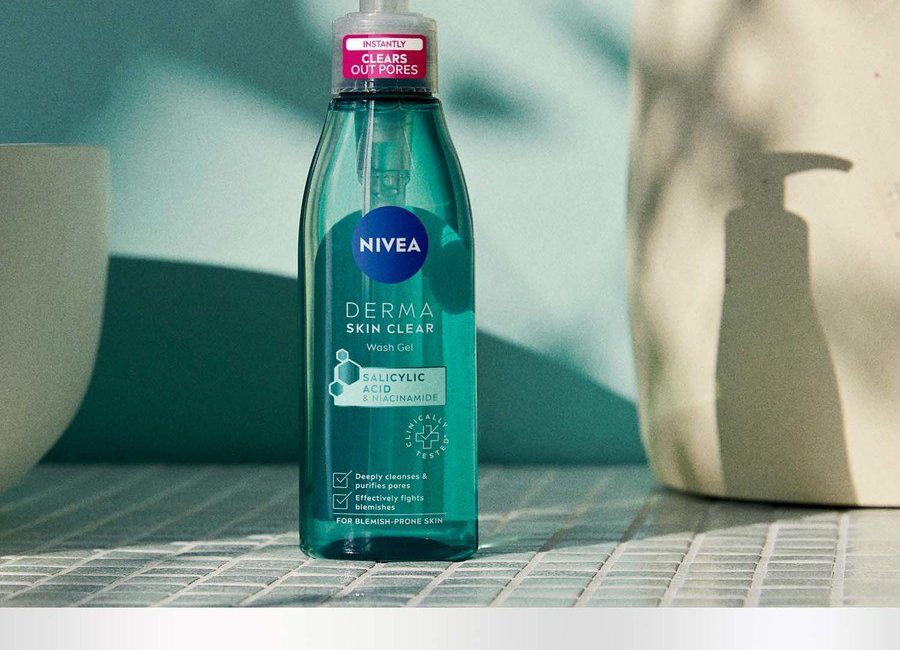 INSTANTLY
CLEARS
OUT PORES
NIVEA
DERMA
SKIN CLEAR
Wash Gel
SALICYLIC
ACID
& NIACINAMIDE
CLINICALLY TESTED
Deeply cleanses &
purifies pores
Effectively fights
blemishes
FOR BLEMISH-PRONE SKIN